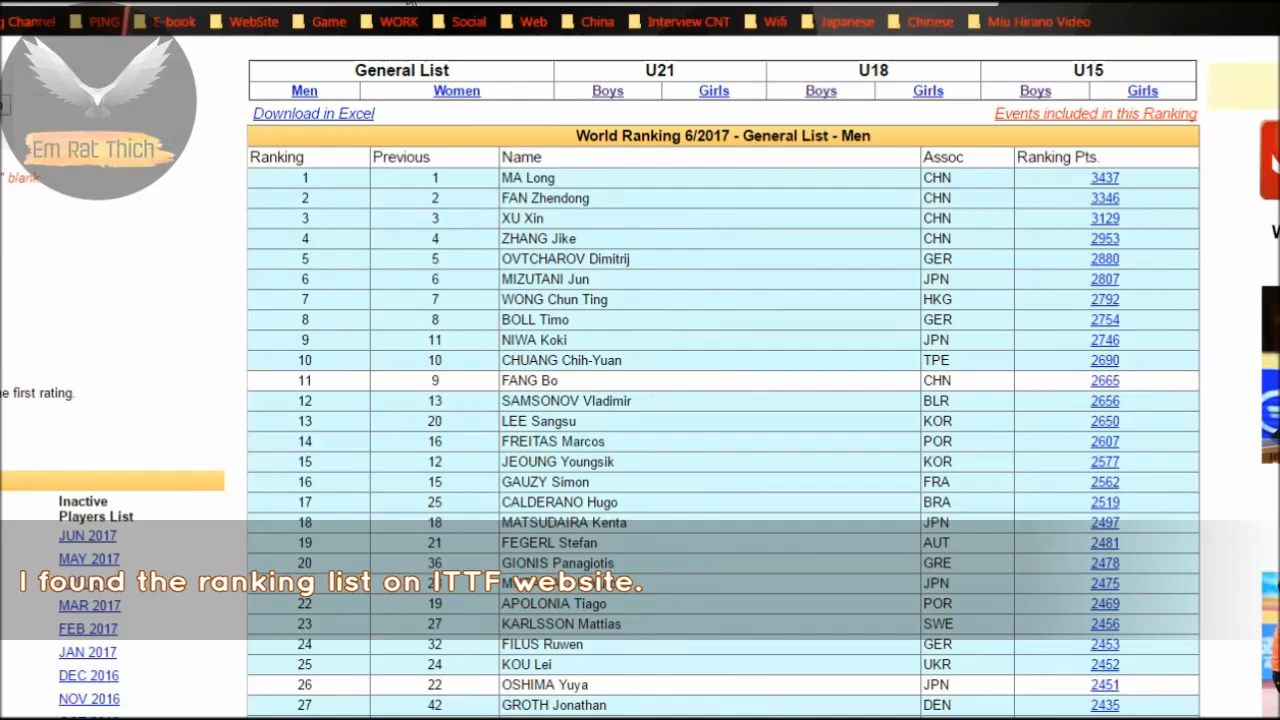 Channel PING E-book WebSite Game WORK Social Web China Interview CNT Wifi Japanese Chinese Miu Hirano Video
Em Rat Thich
" blank
e first rating.
Inactive
Players List
JUN 2017
MAY 2017
MAR 2017
FEB 2017
JAN 2017
DEC 2016
NOV 2016
General List U21 U18 U15
Men Women Boys Girls Boys Girls Boys Girls
Download in Excel Events included in this Ranking
World Ranking 6/2017 - General List - Men
Ranking Previous Name Assoc Ranking Pts.
1 1 MA Long CHN 3437
2 2 FAN Zhendong CHN 3346
3 3 XU Xin CHN 3129
4 4 ZHANG Jike CHN 2953
5 5 OVTCHAROV Dimitrij GER 2880
6 6 MIZUTANI Jun JPN 2807
7 7 WONG Chun Ting HKG 2792
8 8 BOLL Timo GER 2754
9 11 NIWA Koki JPN 2746
10 10 CHUANG Chih-Yuan TPE 2690
11 9 FANG Bo CHN 2665
12 13 SAMSONOV Vladimir BLR 2656
13 20 LEE Sangsu KOR 2650
14 16 FREITAS Marcos POR 2607
15 12 JEOUNG Youngsik KOR 2577
16 15 GAUZY Simon FRA 2562
17 25 CALDERANO Hugo BRA 2519
18 18 MATSUDAIRA Kenta JPN 2497
19 21 FEGERL Stefan AUT 2481
20 36 GIONIS Panagiotis GRE 2478
JPN 2475
22 19 APOLONIA Tiago POR 2469
23 27 KARLSSON Mattias SWE 2456
24 32 FILUS Ruwen GER 2453
25 24 KOU Lei UKR 2452
26 22 OSHIMA Yuya JPN 2451
27 42 GROTH Jonathan DEN 2435
I found the ranking list on ITTF website.